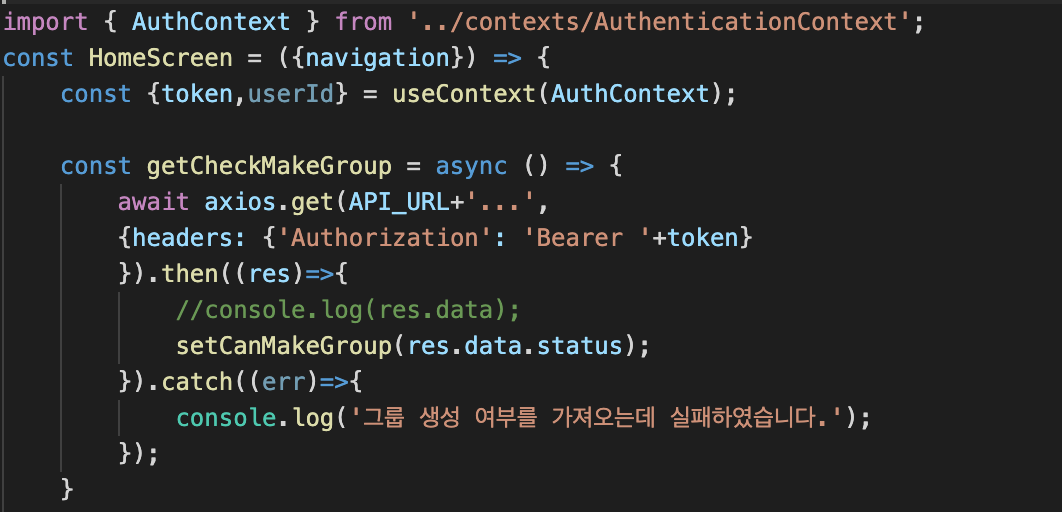 import { AuthContext } from '../contexts/AuthenticationContext';
const HomeScreen = ({navigation}) => {
    const {token,userId} = useContext(AuthContext);

    const getCheckMakeGroup = async () => {
        await axios.get(API_URL+'...',
        {headers: {'Authorization': 'Bearer '+token}
        }).then((res)=>{
            //console.log(res.data);
            setCanMakeGroup(res.data.status);
        }).catch((err)=>{
            console.log('그룹 생성 여부를 가져오는데 실패하였습니다.');
        });
    }